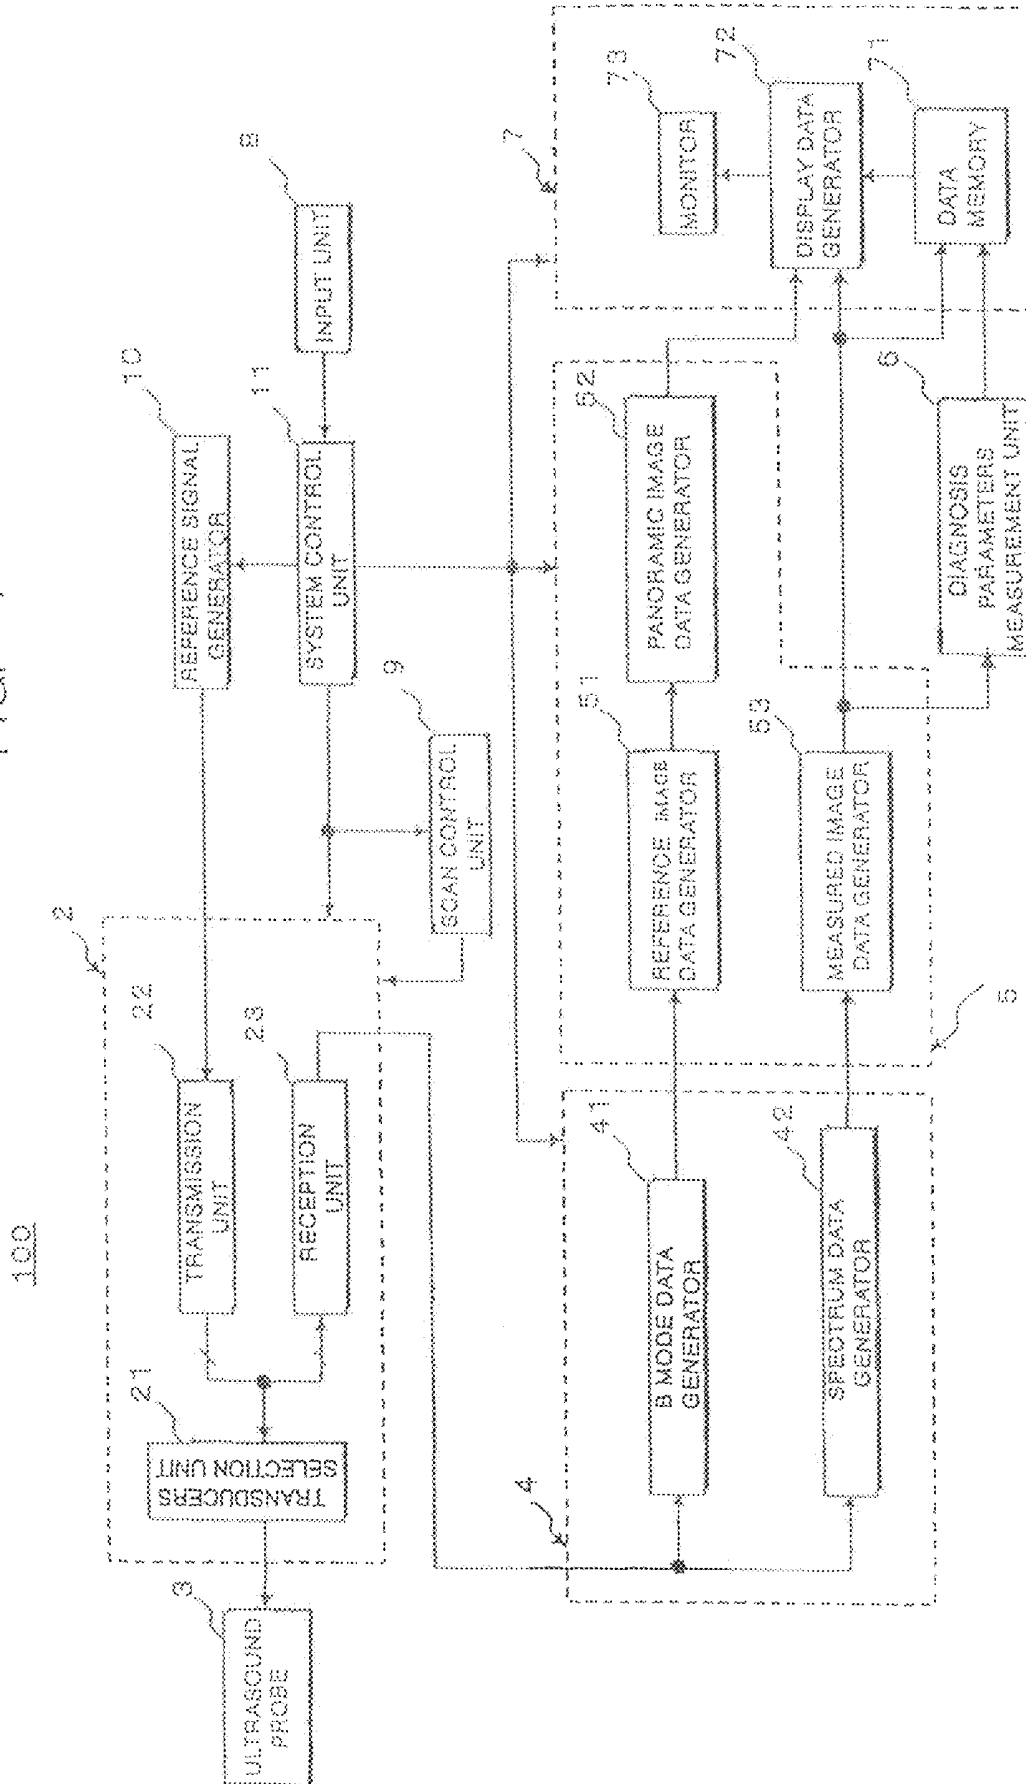 100
2
21
22
23
3
ULTRASOUND
PROBE
TRANSDUCERS
SELECTION UNIT
TRANSMISSION
UNIT
RECEPTION
UNIT
10
REFERENCE SIGNAL
GENERATOR
11
SYSTEM CONTROL
UNIT
8
INPUT UNIT
9
SCAN CONTROL
UNIT
4
41
B MODE DATA
GENERATOR
42
SPECTRUM DATA
GENERATOR
5
51
REFERENCE IMAGE
DATA GENERATOR
52
PANORAMIC IMAGE
DATA GENERATOR
53
MEASURED IMAGE
DATA GENERATOR
6
DIAGNOSIS
PARAMETERS
MEASUREMENT UNIT
7
73
MONITOR
72
DISPLAY DATA
GENERATOR
71
DATA
MEMORY